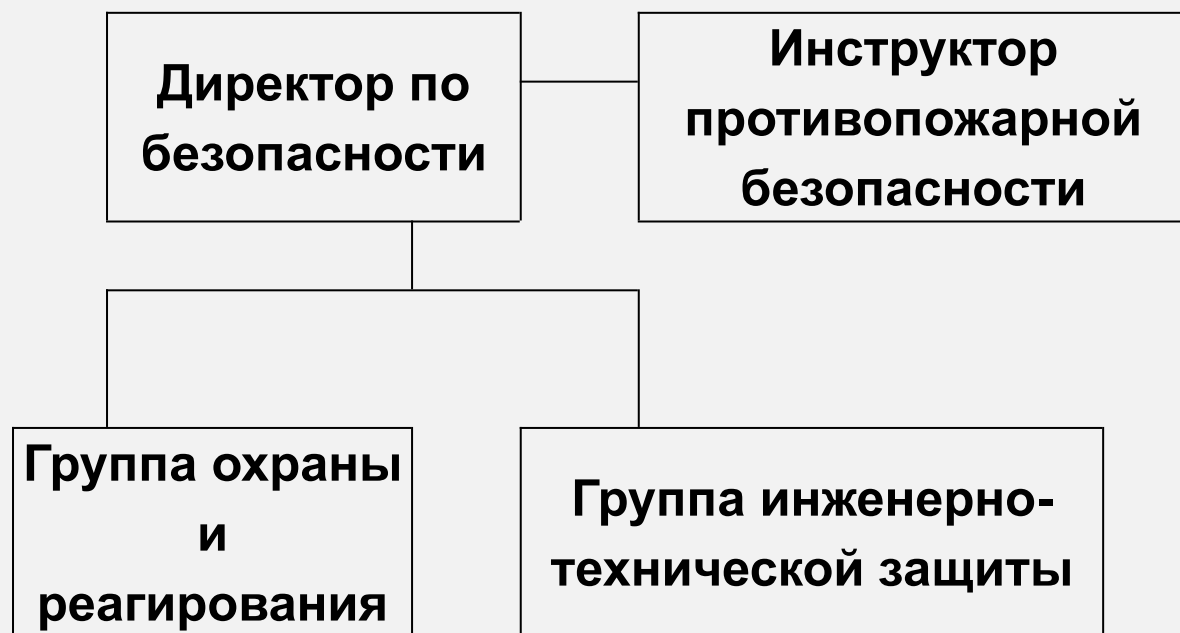 Директор по
безопасности
Инструктор
противопожарной
безопасности
Группа охраны
и
реагирования
Группа инженерно-
технической защиты